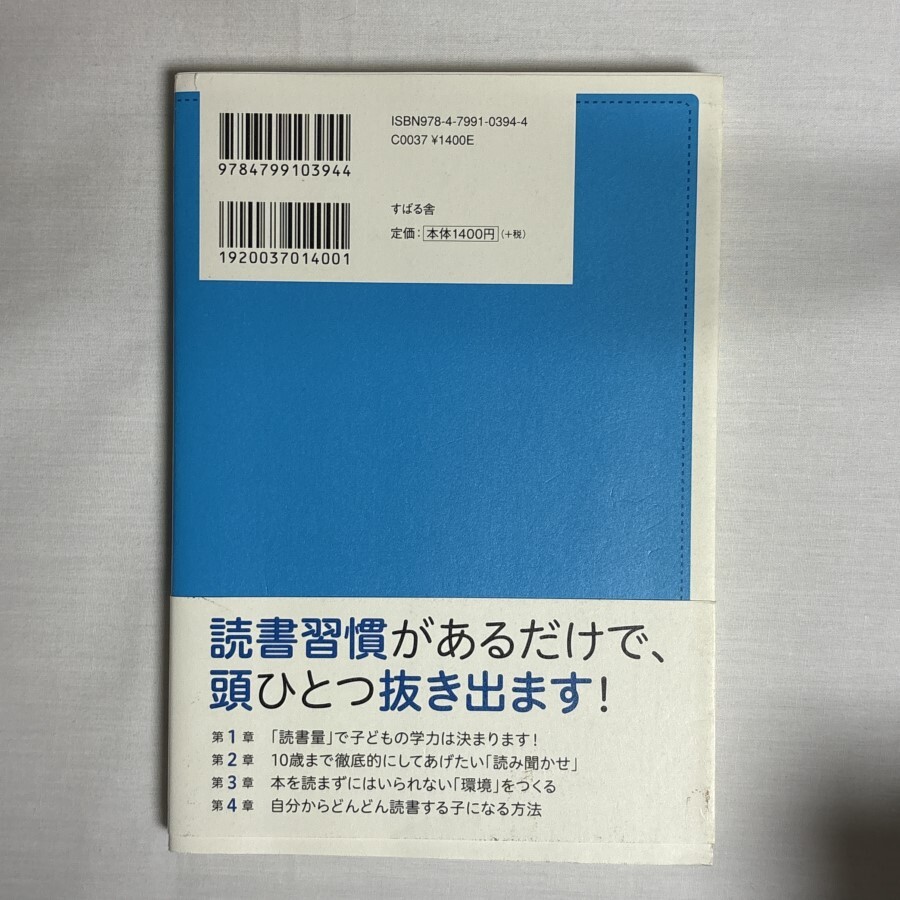 ISBN978-4-7991-0394-4
C0037 ¥1400E
9784799103944
すばる舎
定価：本体1400円（+税）
1920037014001
読書習慣があるだけで、
頭ひとつ抜き出ます！
第1章 「読書量」で子どもの学力は決まります！
第2章 10歳まで徹底的にしてあげたい「読み聞かせ」
第3章 本を読まずにはいられない「環境」をつくる
第4章 自分からどんどん読書する子になる方法